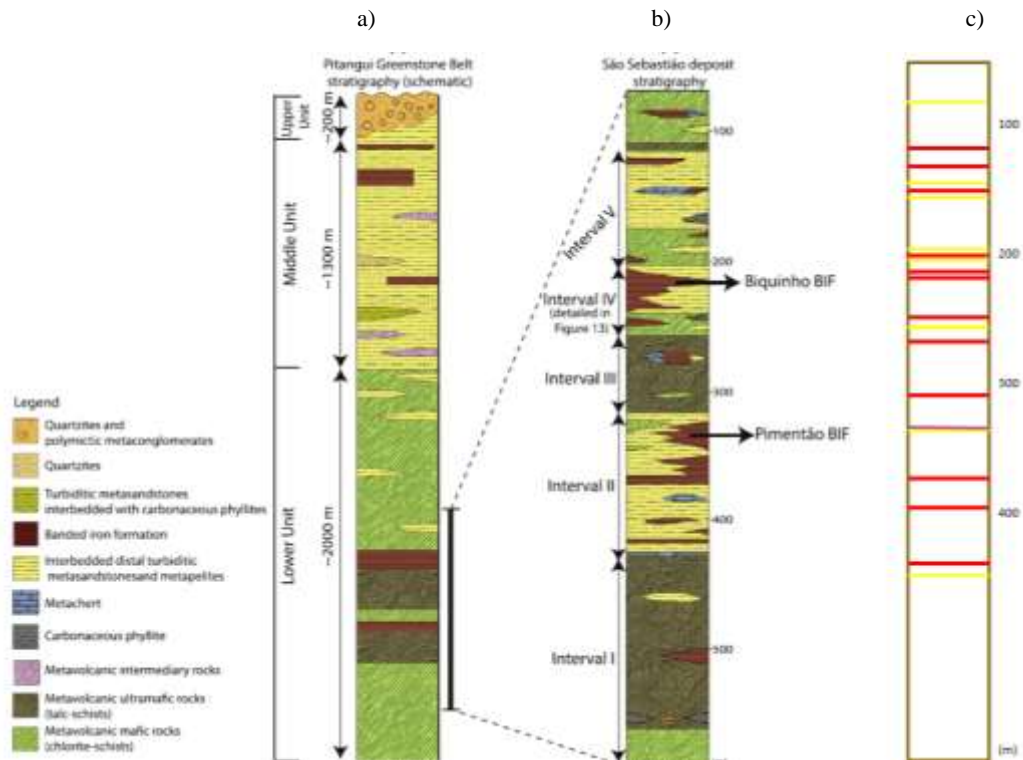 a)
b)
c)
Pitangui Greenstone Belt
stratigraphy (schematic)
São Sebastião deposit
stratigraphy
Upper
Unit
~200 m
Middle Unit
~1300 m
Lower Unit
~2000 m
Legend
Quartzites and
polymictic metaconglomerates
Quartzites
Turbiditic metasandstones
interbedded with carbonaceous phyllites
Banded iron formation
Interbedded distal turbiditic
metasandstonesand metapelites
Metachert
Carbonaceous phyllite
Metavolcanic intermediary rocks
Metavolcanic ultramafic rocks
(talc-schists)
Metavolcanic mafic rocks
(chlorite-schists)
Interval V
Interval IV
(detailed in
Figure 13)
Interval III
Interval II
Interval I
100
200
300
400
500
Biquinho BIF
Pimentão BIF
100
200
300
400
500
(m)